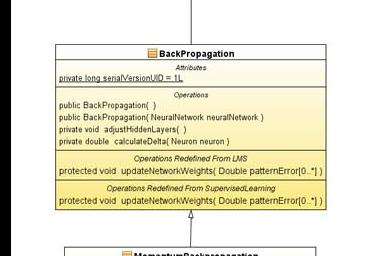 BackPropagation
Attributes
private long serialVersionUID = 1L
Operations
public BackPropagation( )
public BackPropagation( NeuralNetwork neuralNetwork )
private void adjustHiddenLayers( )
private double calculateDelta( Neuron neuron )
Operations Redefined From LMS
protected void updateNetworkWeights( Double patternError[0..*] )
Operations Redefined From SupervisedLearning
protected void updateNetworkWeights( Double patternError[0..*] )
MomentumBackpropagation